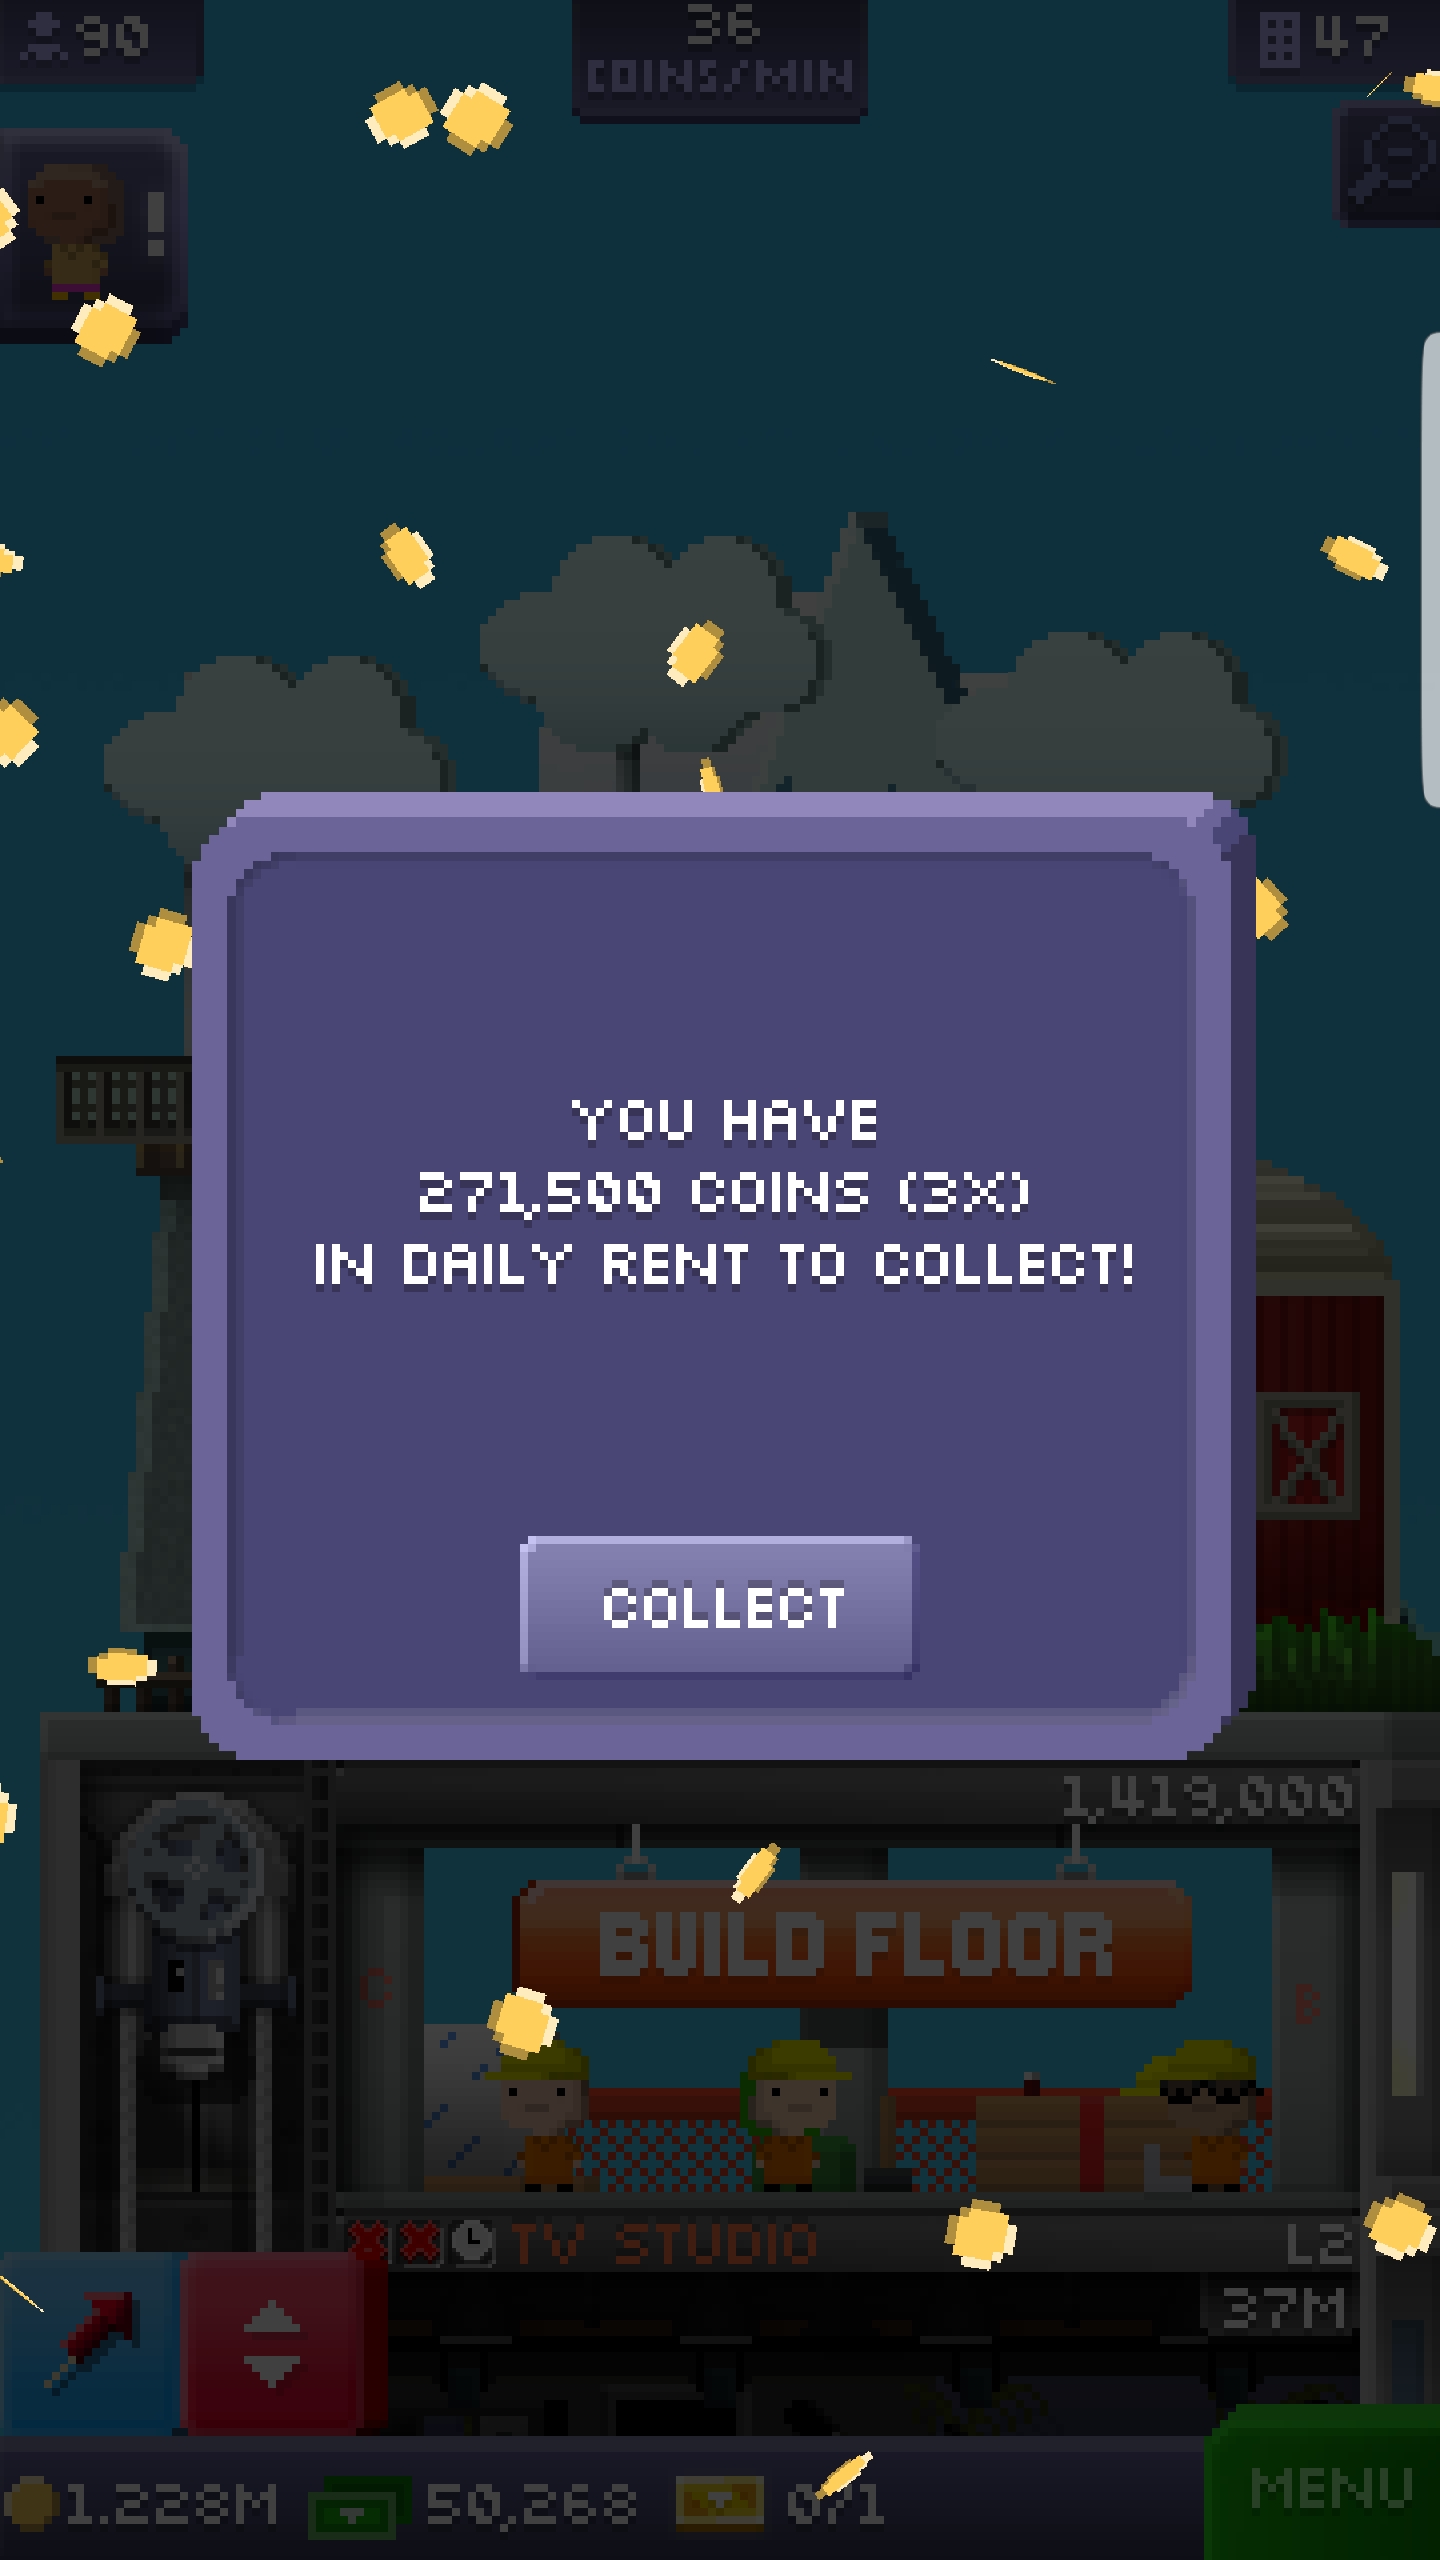 90
36
COINS/MIN
47
!
YOU HAVE
271,500 COINS (3X)
IN DAILY RENT TO COLLECT!
COLLECT
1,419,000
BUILD FLOOR
C
B
TV STUDIO
L2
37M
1.228M
50,268
0/1
MENU